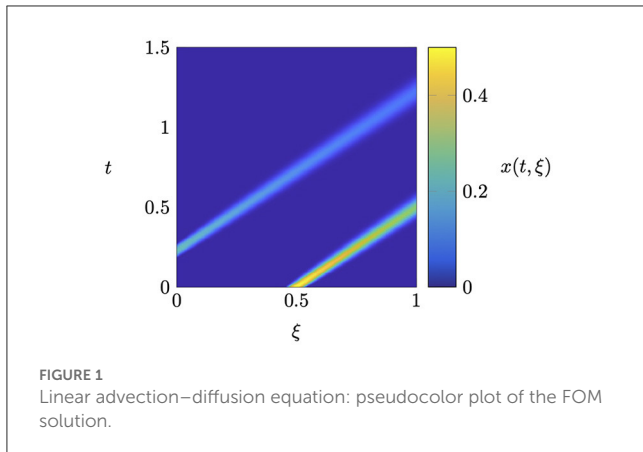 1.5
1
t
0.5
0
0
0.5
1
ξ
0.4
0.2
0
x(t, ξ)
FIGURE 1
Linear advection–diffusion equation: pseudocolor plot of the FOM
solution.